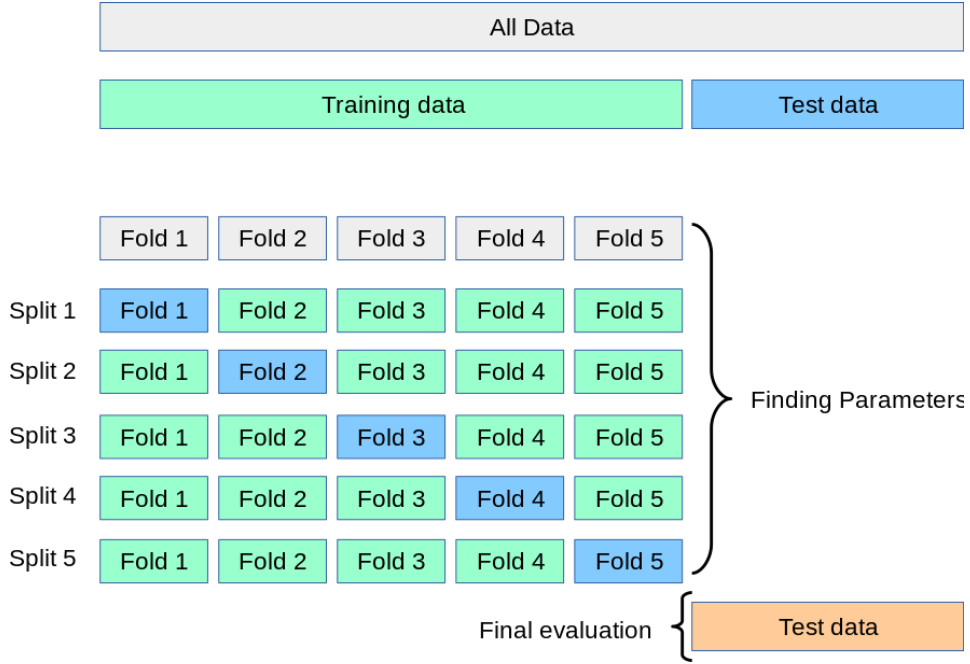 All Data
Training data Test data
Fold 1 Fold 2 Fold 3 Fold 4 Fold 5
Split 1 Fold 1 Fold 2 Fold 3 Fold 4 Fold 5
Split 2 Fold 1 Fold 2 Fold 3 Fold 4 Fold 5
Finding Parameters
Split 3 Fold 1 Fold 2 Fold 3 Fold 4 Fold 5
Split 4 Fold 1 Fold 2 Fold 3 Fold 4 Fold 5
Split 5 Fold 1 Fold 2 Fold 3 Fold 4 Fold 5
Final evaluation Test data